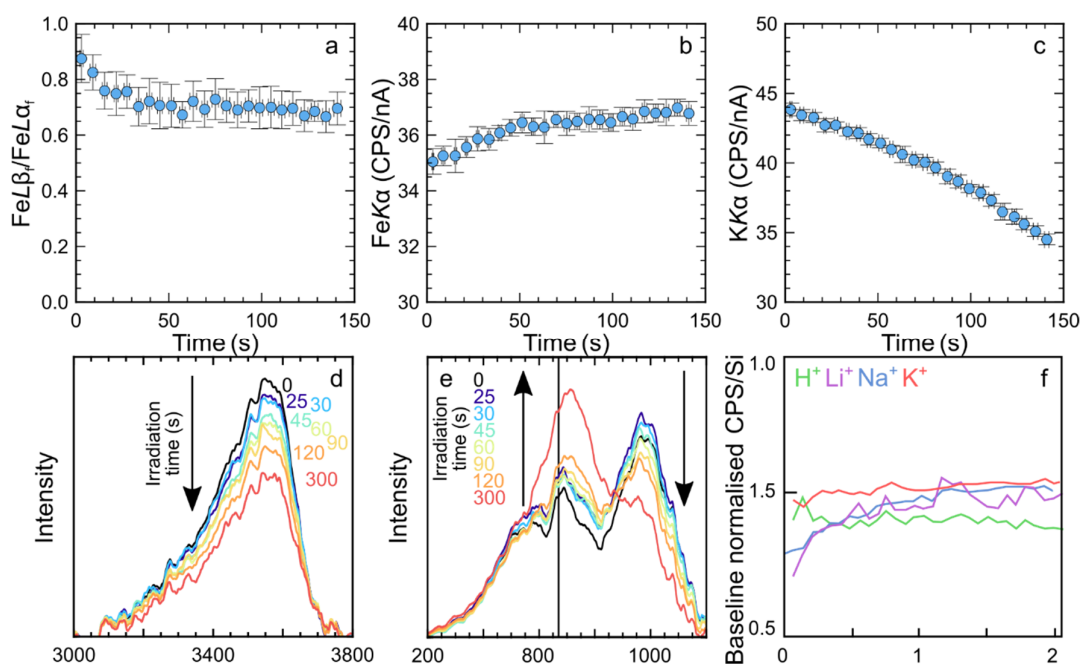 a
1.0
0.8
0.6
0.4
0.2
0.0
FeLβf/FeLαf
0 50 100 150
Time (s)
b
40
38
36
34
32
30
FeKα (CPS/nA)
0 50 100 150
Time (s)
c
50
45
40
35
30
KKα (CPS/nA)
0 50 100 150
Time (s)
d
Intensity
Irradiation
time (s)
0
25 30
45
60 90
120
300
3000 3400 3800
e
Intensity
Irradiation
time (s)
0
25
30
45
60
90
120
300
200 800 1000
f
H+ Li+ Na+ K+
Baseline normalised CPS/Si
1.0
1.5
0.5
0 1 2